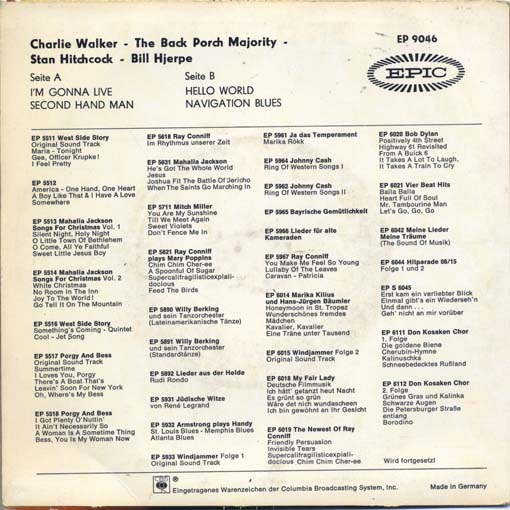 Charlie Walker - The Back Porch Majority -
Stan Hitchcock - Bill Hjerpe
EP 9046
EPIC
Seite A
I'M GONNA LIVE
SECOND HAND MAN
Seite B
HELLO WORLD
NAVIGATION BLUES
EP 5511 West Side Story
Original Sound Track
Maria - Tonight
Gee, Officer Krupke!
I Feel Pretty
EP 5512
America - One Hand, One Heart
A Boy Like That & I Have A Love
Somewhere
EP 5513 Mahalia Jackson
Songs For Christmas Vol. 1
Silent Night, Holy Night
O Little Town Of Bethlehem
O Come, All Ye Faithful
Sweet Little Jesus Boy
EP 5514 Mahalia Jackson
Songs For Christmas Vol. 2
White Christmas
No Room In The Inn
Joy To The World!
Go Tell It On The Mountain
EP 5516 West Side Story
Something's Coming - Quintet
Cool - Jet Song
EP 5517 Porgy And Bess
Original Sound Track
Summertime
I Loves You, Porgy
There's A Boat That's
Leavin' Soon For New York
Oh, Where's My Bess
EP 5518 Porgy And Bess
I Got Plenty O'Nuttin'
It Ain't Necessarily So
A Woman Is A Sometime Thing
Bess, You Is My Woman Now
EP 5618 Ray Conniff
Im Rhythmus unserer Zeit
EP 5631 Mahalia Jackson
He's Got The Whole World
Jesus
Joshua Fit The Battle Of Jericho
When The Saints Go Marching In
EP 5711 Mitch Miller
You Are My Sunshine
Till We Meet Again
Sweet Violets
Don't Fence Me In
EP 5821 Ray Conniff
plays Mary Poppins
Chim Chim Cher-ee
A Spoonful Of Sugar
Supercalifragilisticexpiali-
docious
Feed The Birds
EP 5890 Willy Berking
und sein Tanzorchester
(Lateinamerikanische Tänze)
EP 5891 Willy Berking
und sein Tanzorchester
(Standardtänze)
EP 5892 Lieder aus der Heide
Rudi Rondo
EP 5931 Jüdische Witze
von René Legrand
EP 5932 Armstrong plays Handy
St. Louis Blues - Memphis Blues
Atlanta Blues
EP 5933 Windjammer Folge 1
Original Sound Track
EP 5961 Ja das Temperament
Marika Rökk
EP 5964 Johnny Cash
Ring Of Western Songs I
EP 5962 Johnny Cash
Ring Of Western Songs II
EP 5965 Bayrische Gemütlichkeit
EP 5966 Lieder für alte
Kameraden
EP 5967 Ray Conniff
You Make Me Feel So Young
Lullaby Of The Leaves
Caravan - Patricia
EP 6014 Marika Kilius
und Hans-Jürgen Bäumler
Honeymoon in St. Tropez
Wunderschönes fremdes
Mädchen
Kavalier, Kavalier
Eine Träne unter Tausend
EP 6015 Windjammer Folge 2
Original Sound Track
EP 6018 My Fair Lady
Deutsche Filmmusik
Ich hätt' getanzt heut Nacht
Es grünt so grün
Wäre det nich wundascheen
Ich bin gewöhnt an Ihr Gesicht
EP 6019 The Newest Of Ray
Conniff
Friendly Persuasion
Invisible Tears
Supercalifragilisticexpiali-
docious Chim Chim Cher-ee
EP 6020 Bob Dylan
Positively 4th Street
Highway 61 Revisited
From A Buick 6
It Takes A Lot To Laugh,
It Takes A Train To Cry
EP 6021 Vier Beat Hits
Balla Balla
Heart Full Of Soul
Mr. Tambourine Man
Let's Go, Go, Go
EP 6042 Meine Lieder
Meine Träume
(The Sound Of Music)
EP 6044 Hitparade 08/15
Folge 1 und 2
EP S 6045
Erst kam ein verliebter Blick
Einmal gibt's ein Wiederseh'n
Und dann . . .
Geh' nicht an mir vorüber
EP 6111 Don Kosaken Chor
1. Folge
Die goldene Biene
Cherubin-Hymne
Kalinuschka
Schneebedecktes Rußland
EP 6112 Don Kosaken Chor
2. Folge
Grünes Gras und Kalinka
Schwarze Augen
Die Petersburger Straße
entlang
Borodino
Wird fortgesetzt
CBS
Eingetragenes Warenzeichen der Columbia Broadcasting System, Inc.
Made in Germany